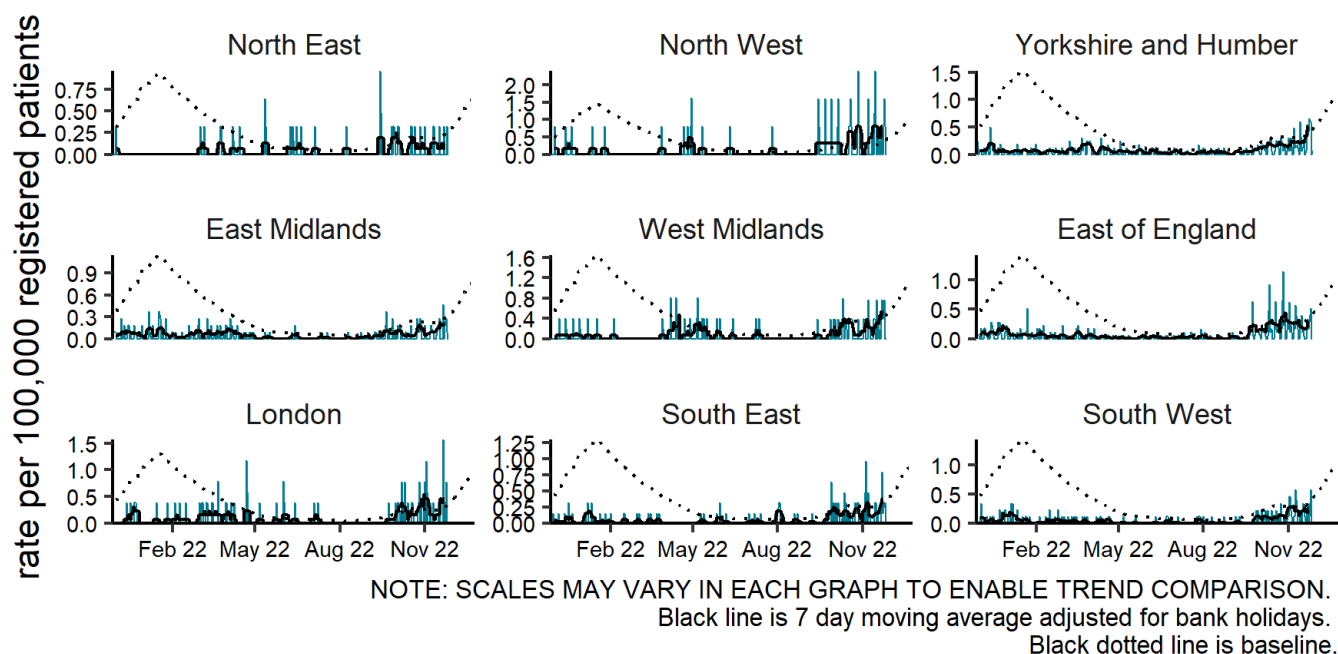 rate per 100,000 registered patients
North East
0.75
0.50
0.25
0.00
North West
2.0
1.5
1.0
0.5
0.0
Yorkshire and Humber
1.5
1.0
0.5
0.0
East Midlands
0.9
0.6
0.3
0.0
West Midlands
1.6
1.2
0.8
0.4
0.0
East of England
1.0
0.5
0.0
London
1.5
1.0
0.5
0.0
Feb 22 May 22 Aug 22 Nov 22
South East
1.25
1.00
0.75
0.50
0.25
0.00
Feb 22 May 22 Aug 22 Nov 22
South West
1.0
0.5
0.0
Feb 22 May 22 Aug 22 Nov 22
NOTE: SCALES MAY VARY IN EACH GRAPH TO ENABLE TREND COMPARISON.
Black line is 7 day moving average adjusted for bank holidays.
Black dotted line is baseline.